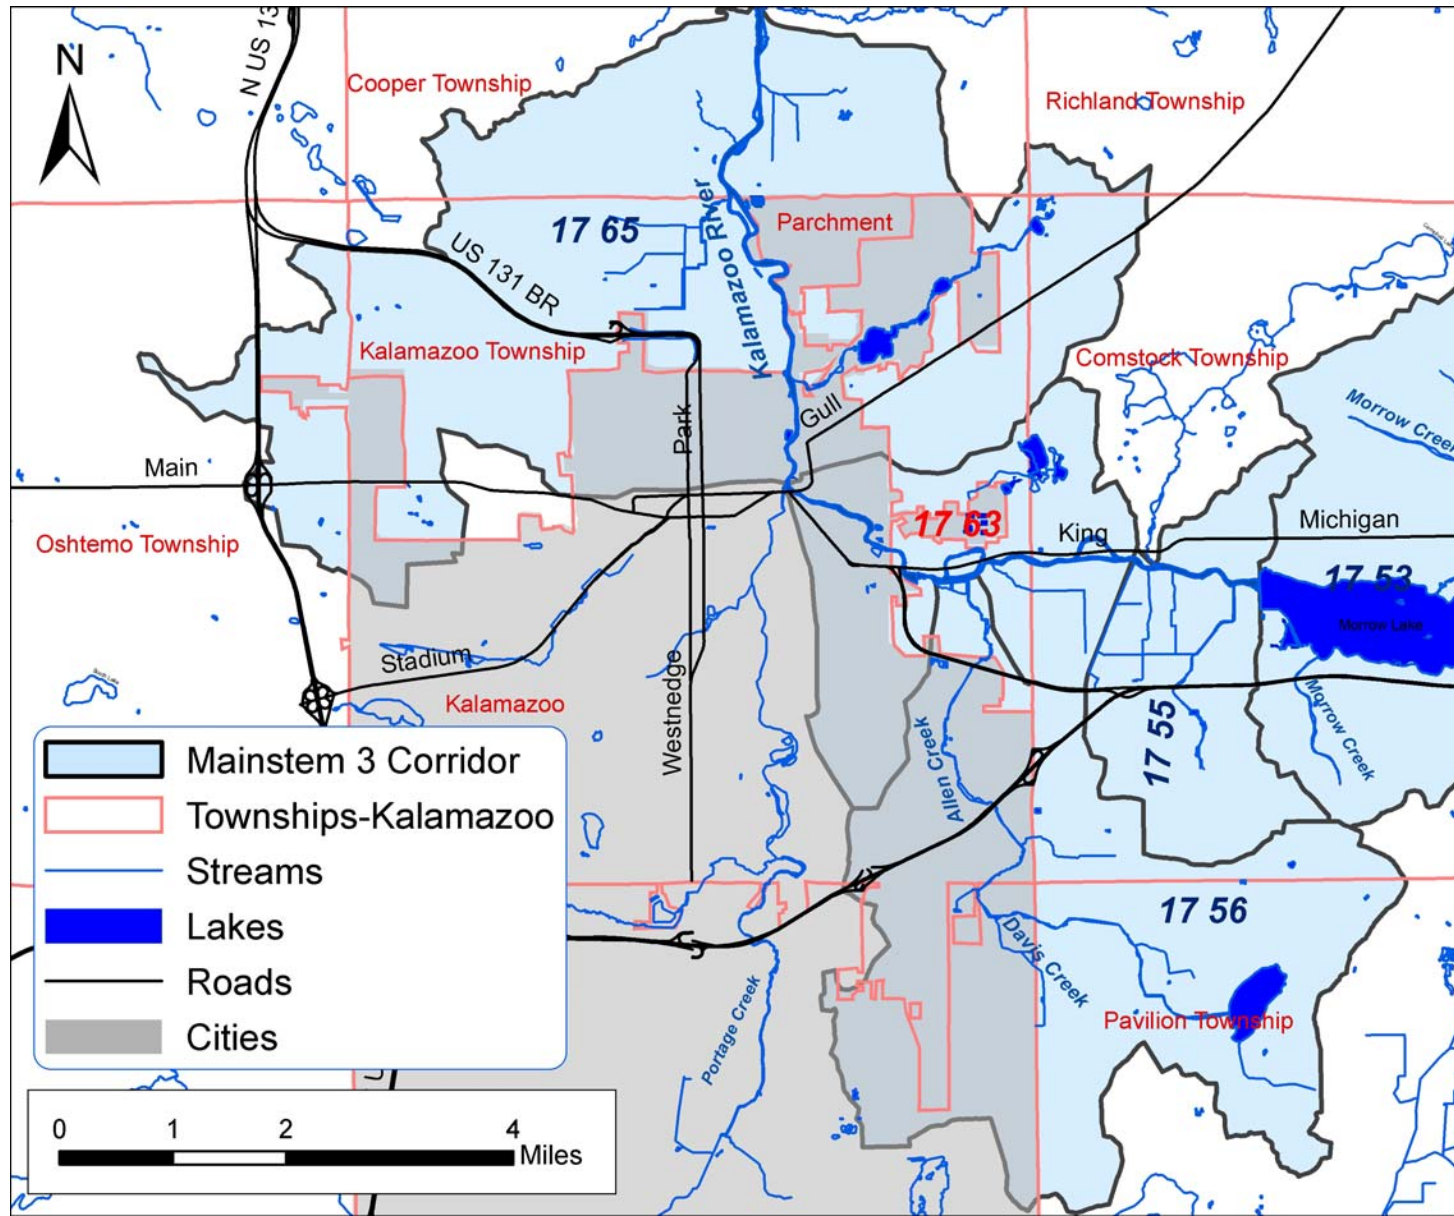 N US 13
N
Cooper Township
Richland Township
Kalamazoo River
Parchment
17 65
US 131 BR
Kalamazoo Township
Comstock Township
Morrow Creek
Park
Gull
Main
17 63
King
Michigan
Oshtemo Township
17 53
Morrow Lake
Stadium
Westnedge
Kalamazoo
Allen Creek
17 55
Morrow Creek
Mainstem 3 Corridor
Townships-Kalamazoo
Streams
Lakes
Roads
Cities
17 56
Davis Creek
Portage Creek
Pavilion Township
0 1 2 4
Miles